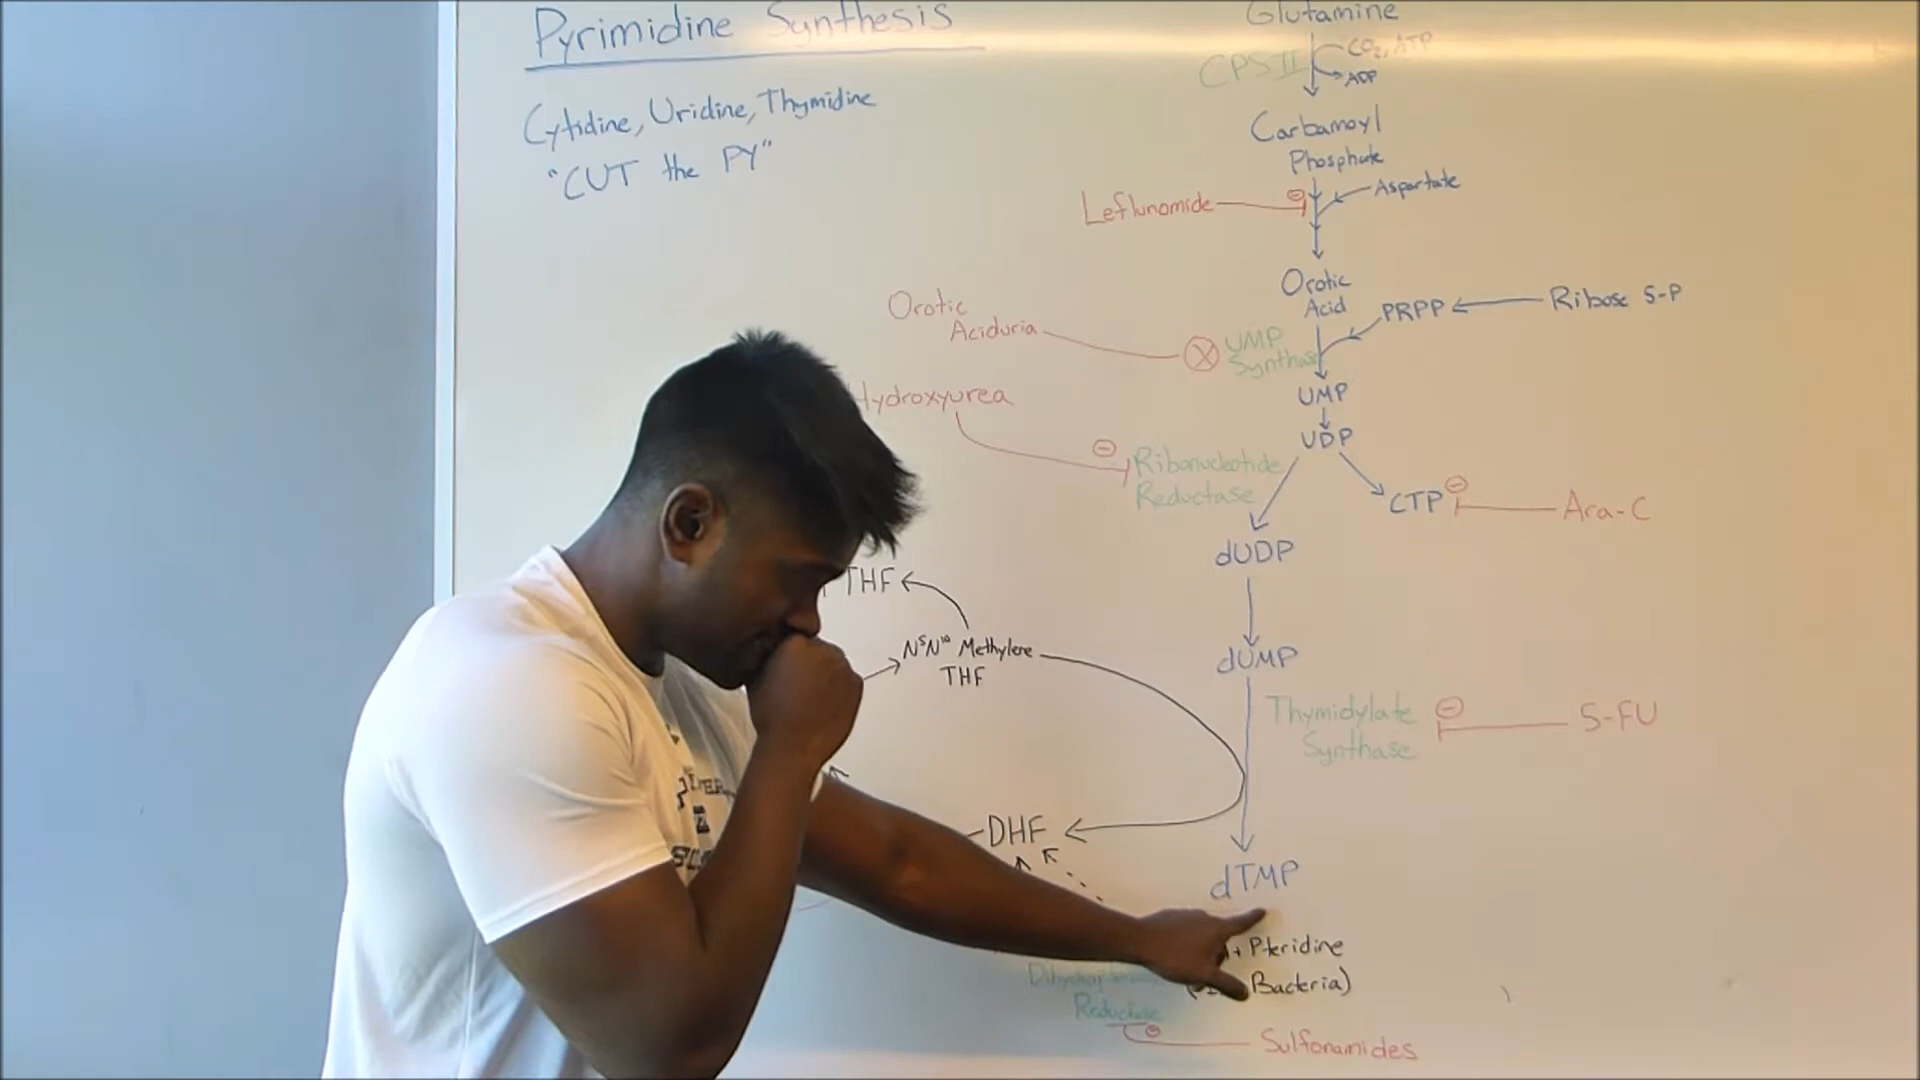 Pyrimidine Synthesis
Cytidine, Uridine, Thymidine
"CUT the PY"
Glutamine
CO2, ATP
CPS II
ADP
Carbamoyl
Phosphate
Aspartate
Leflunomide
Orotic
Acid
PRPP
Ribose 5-P
Orotic
Aciduria
UMP
Synthase
UMP
UDP
Hydroxyurea
Ribonucleotide
Reductase
CTP
Ara-C
dUDP
THF
N5N10 Methylene
THF
dUMP
Thymidylate
Synthase
5-FU
DHF
dTMP
+ Pteridine
Bacteria)
Reductase
Sulfonamides